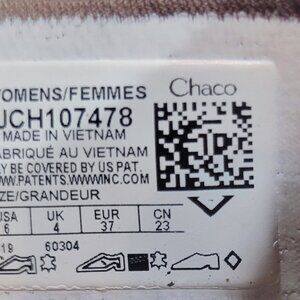 WOMENS/FEMMES
Chaco
JCH107478
MADE IN VIETNAM
FABRIQUÉ AU VIETNAM
MAY BE COVERED BY US PAT.
WWW.PATENTS.WWWINC.COM
SIZE/GRANDEUR
USA UK EUR CN
6 4 37 23
60304